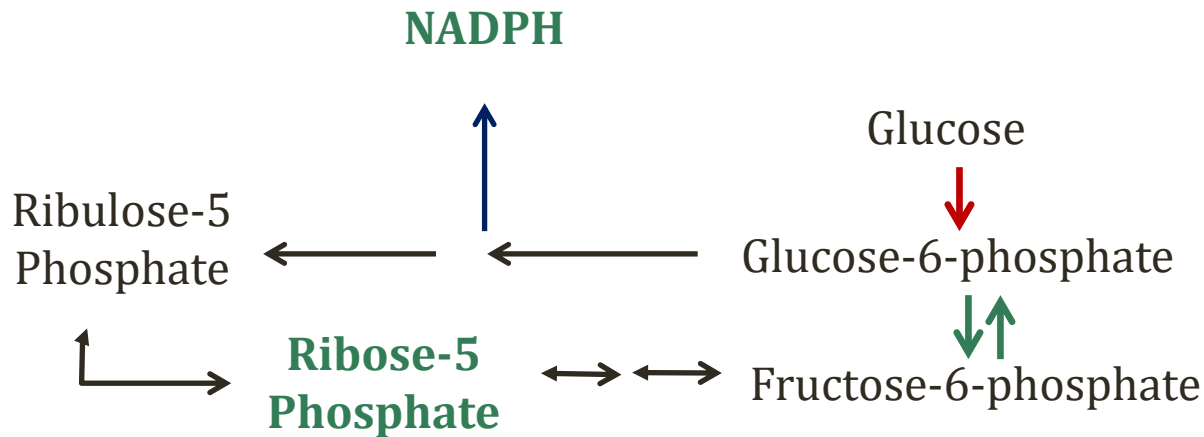 NADPH
Glucose
Ribulose-5
Phosphate
Glucose-6-phosphate
Ribose-5
Phosphate
Fructose-6-phosphate